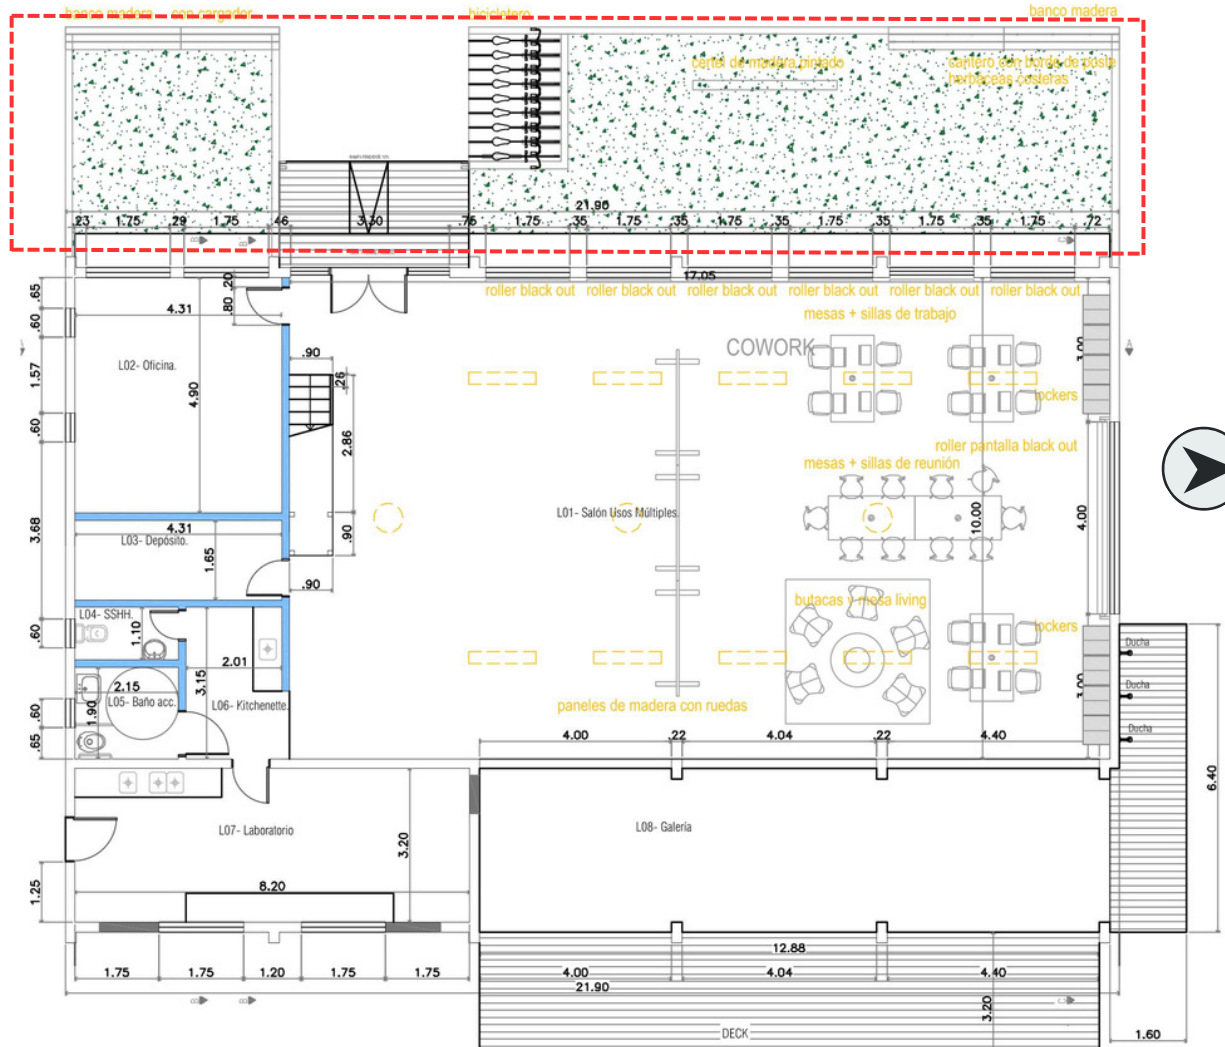 banco madera con cargador
bicicletero
banco madera
cartel de madera pintado
cantero con borde de poste
herbaceas costeras
21.90
.23 1.75 .29 1.75 .46 3.30 .76 1.75 .35 1.75 .35 1.75 .35 1.75 .35 1.75 .35 1.75 .72
B
B
C
17.05
roller black out roller black out roller black out roller black out roller black out roller black out
mesas + sillas de trabajo
COWORK
.65
.60
1.57
.60
3.68
.60
.60
.65
1.25
4.31
.20
.80
L02- Oficina.
4.90
.90
.26
2.86
.90
.90
3.00
A
lockers
roller pantalla black out
mesas + sillas de reunión
L01- Salón Usos Múltiples.
10.00
4.00
4.31
L03- Depósito.
1.65
L04- SSHH.
1.10
2.01
3.15
2.15
L05- Baño acc.
1.90
L06- Kitchenette.
butacas y mesa living
lockers
3.00
Ducha
Ducha
Ducha
paneles de madera con ruedas
4.00 .22 4.04 .22 4.40
6.40
L07- Laboratorio
3.20
L08- Galería
8.20
12.88
1.75 1.75 1.20 1.75 1.75
4.00 4.04 4.40
21.90
B
B
C
3.20
DECK
1.60